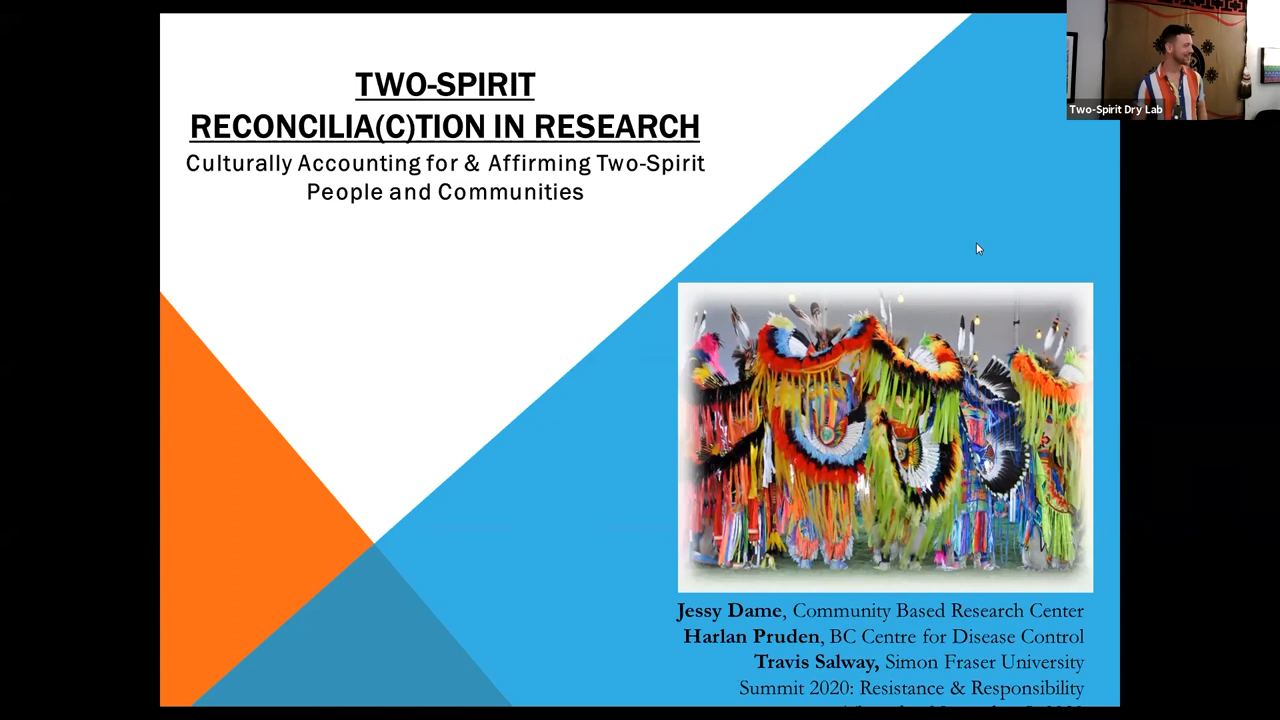 TWO-SPIRIT
RECONCILIA(C)TION IN RESEARCH
Culturally Accounting for & Affirming Two-Spirit
People and Communities
Two-Spirit Dry Lab
Jessy Dame, Community Based Research Center
Harlan Pruden, BC Centre for Disease Control
Travis Salway, Simon Fraser University
Summit 2020: Resistance & Responsibility